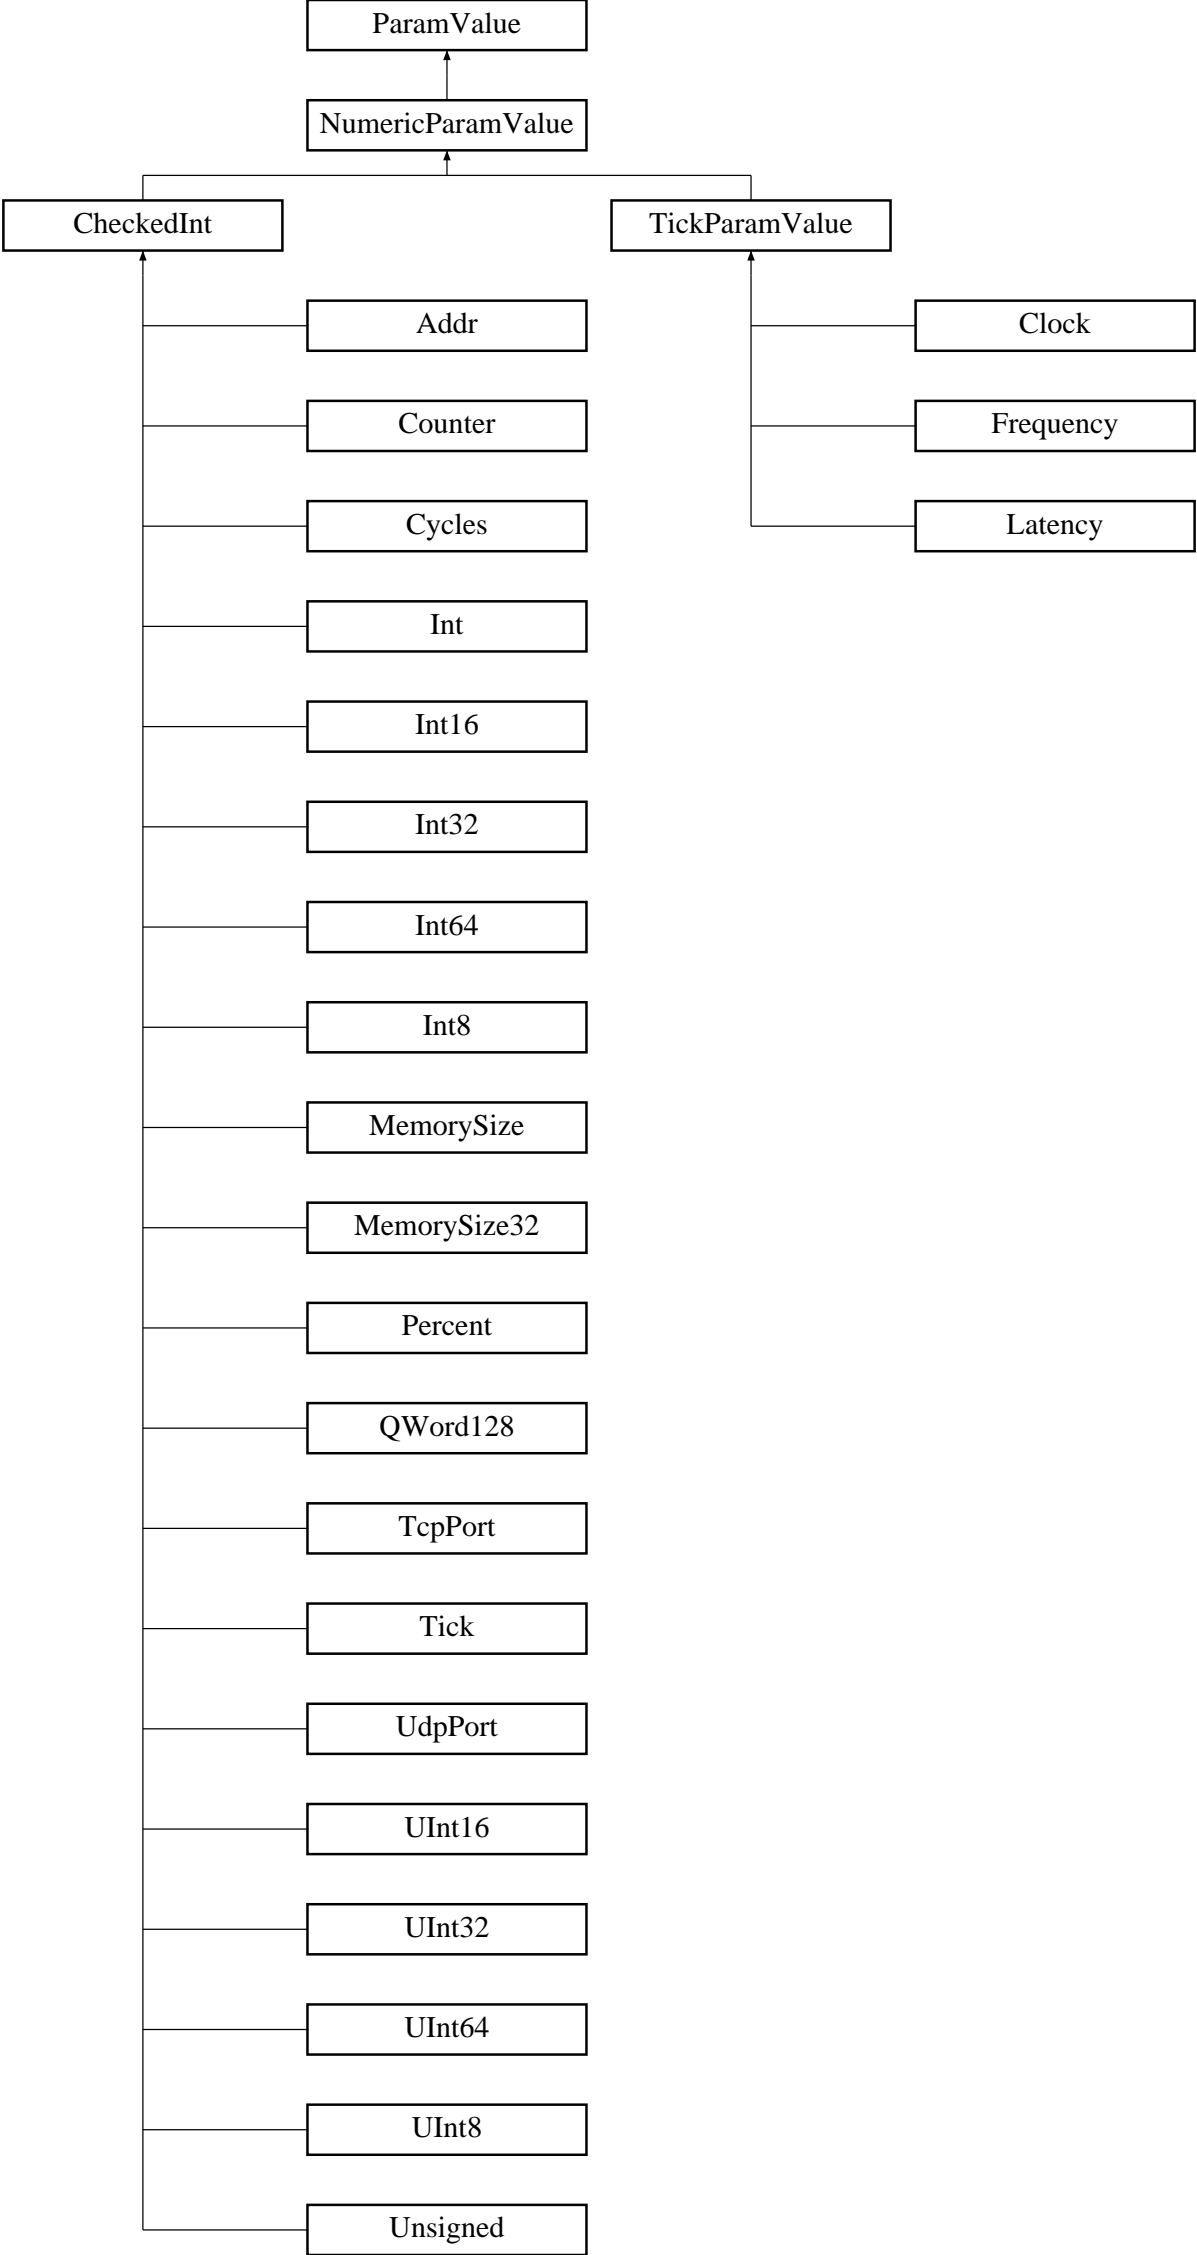 ParamValue
NumericParamValue
CheckedInt
TickParamValue
Addr
Clock
Counter
Frequency
Cycles
Latency
Int
Int16
Int32
Int64
Int8
MemorySize
MemorySize32
Percent
QWord128
TcpPort
Tick
UdpPort
UInt16
UInt32
UInt64
UInt8
Unsigned